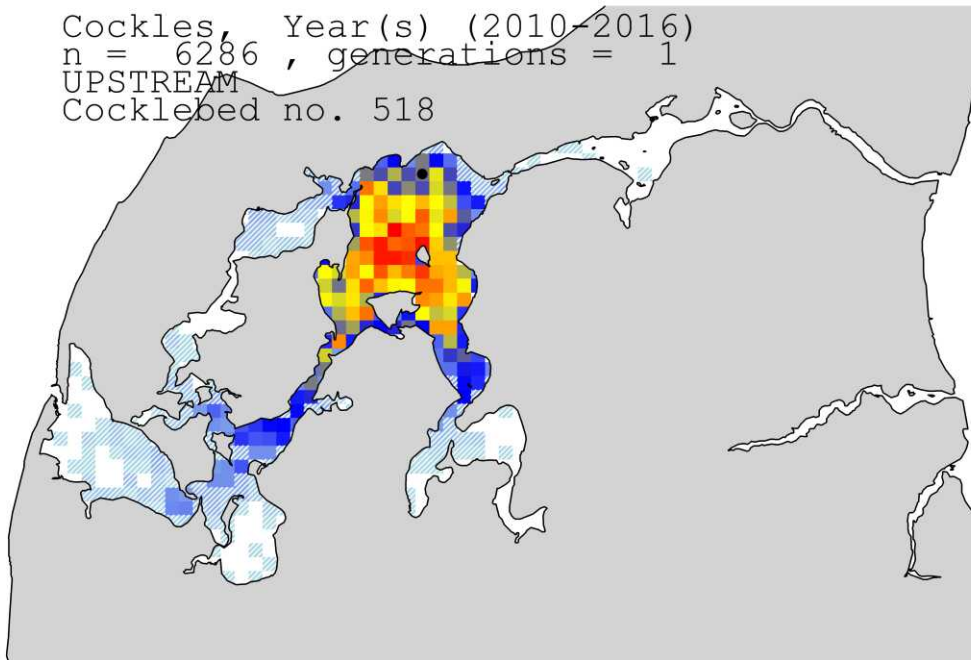 Cockles, Year(s) (2010-2016)
n = 6286 , generations = 1
UPSTREAM
Cocklebed no. 518